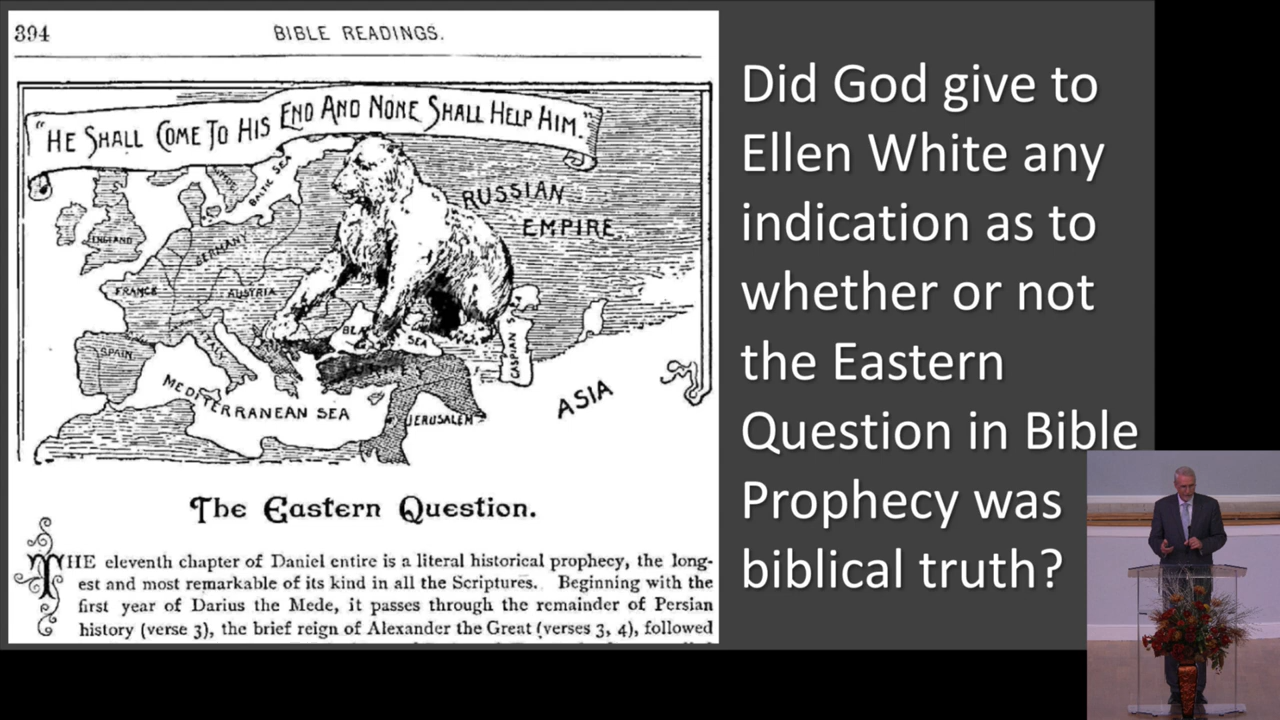 394
BIBLE READINGS.
"HE SHALL COME TO HIS END AND NONE SHALL HELP HIM."
BALTIC SEA
RUSSIAN
EMPIRE
ENGLAND
GERMANY
FRANCE
AUSTRIA
SPAIN
SEA
CASPIAN S
MEDITERRANEAN SEA
JERUSALEM
ASIA
The Eastern Question.
THE eleventh chapter of Daniel entire is a literal historical prophecy, the long-
est and most remarkable of its kind in all the Scriptures. Beginning with the
first year of Darius the Mede, it passes through the remainder of Persian
history (verse 3), the brief reign of Alexander the Great (verses 3, 4), followed
Did God give to
Ellen White any
indication as to
whether or not
the Eastern
Question in Bible
Prophecy was
biblical truth?